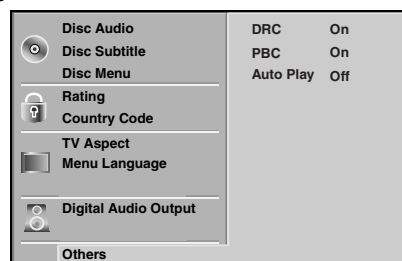 Disc Audio
Disc Subtitle
Disc Menu
Rating
Country Code
TV Aspect
Menu Language
Digital Audio Output
Others
DRC On
PBC On
Auto Play Off